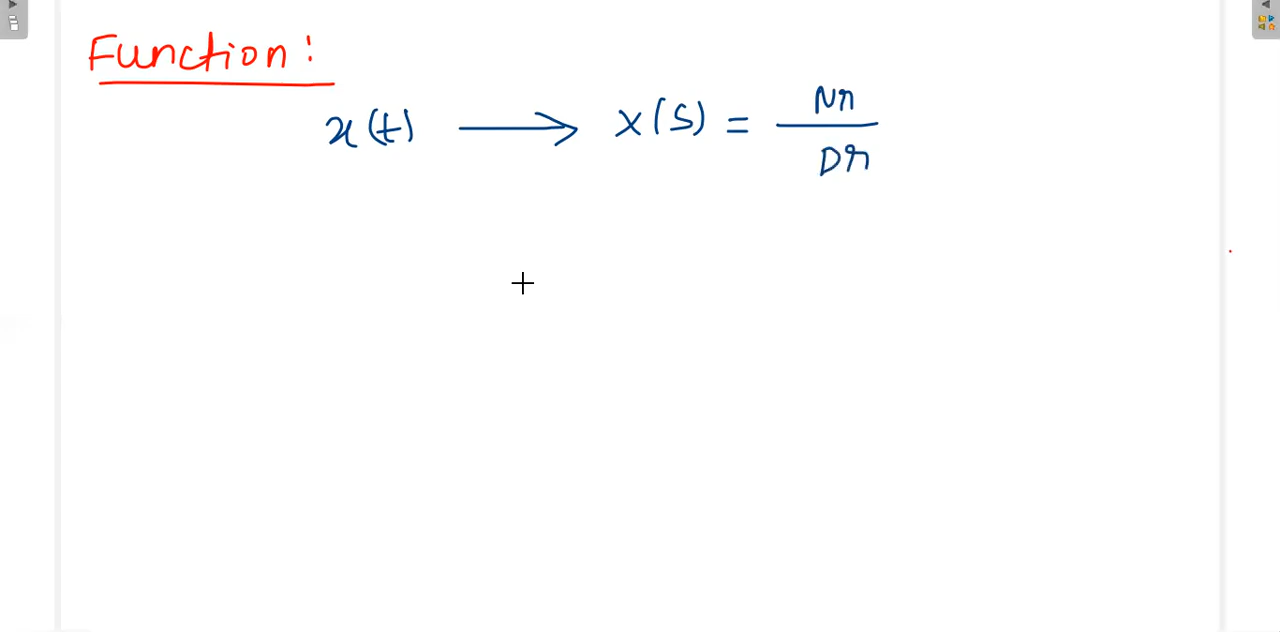 Function :
x(t) ⟶ X(S) = Nr / Dr